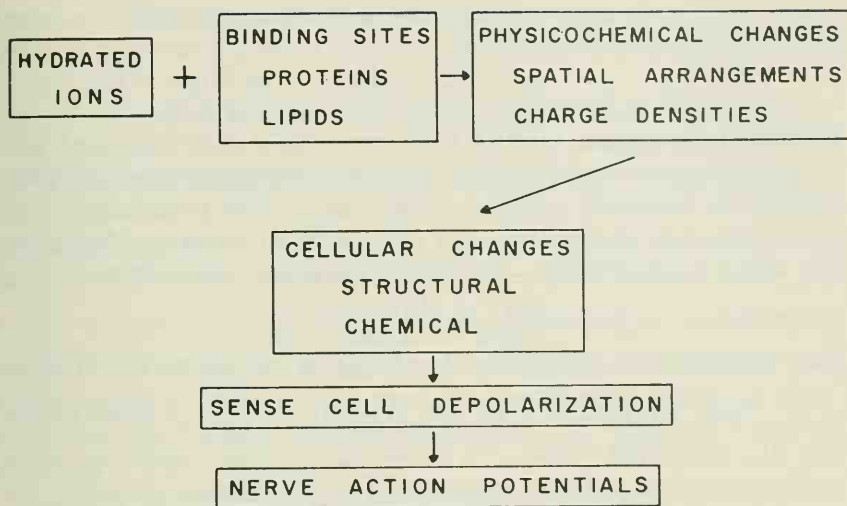 HYDRATED
IONS
+
BINDING SITES
PROTEINS
LIPIDS
PHYSICOCHEMICAL CHANGES
SPATIAL ARRANGEMENTS
CHARGE DENSITIES
CELLULAR CHANGES
STRUCTURAL
CHEMICAL
SENSE CELL DEPOLARIZATION
NERVE ACTION POTENTIALS